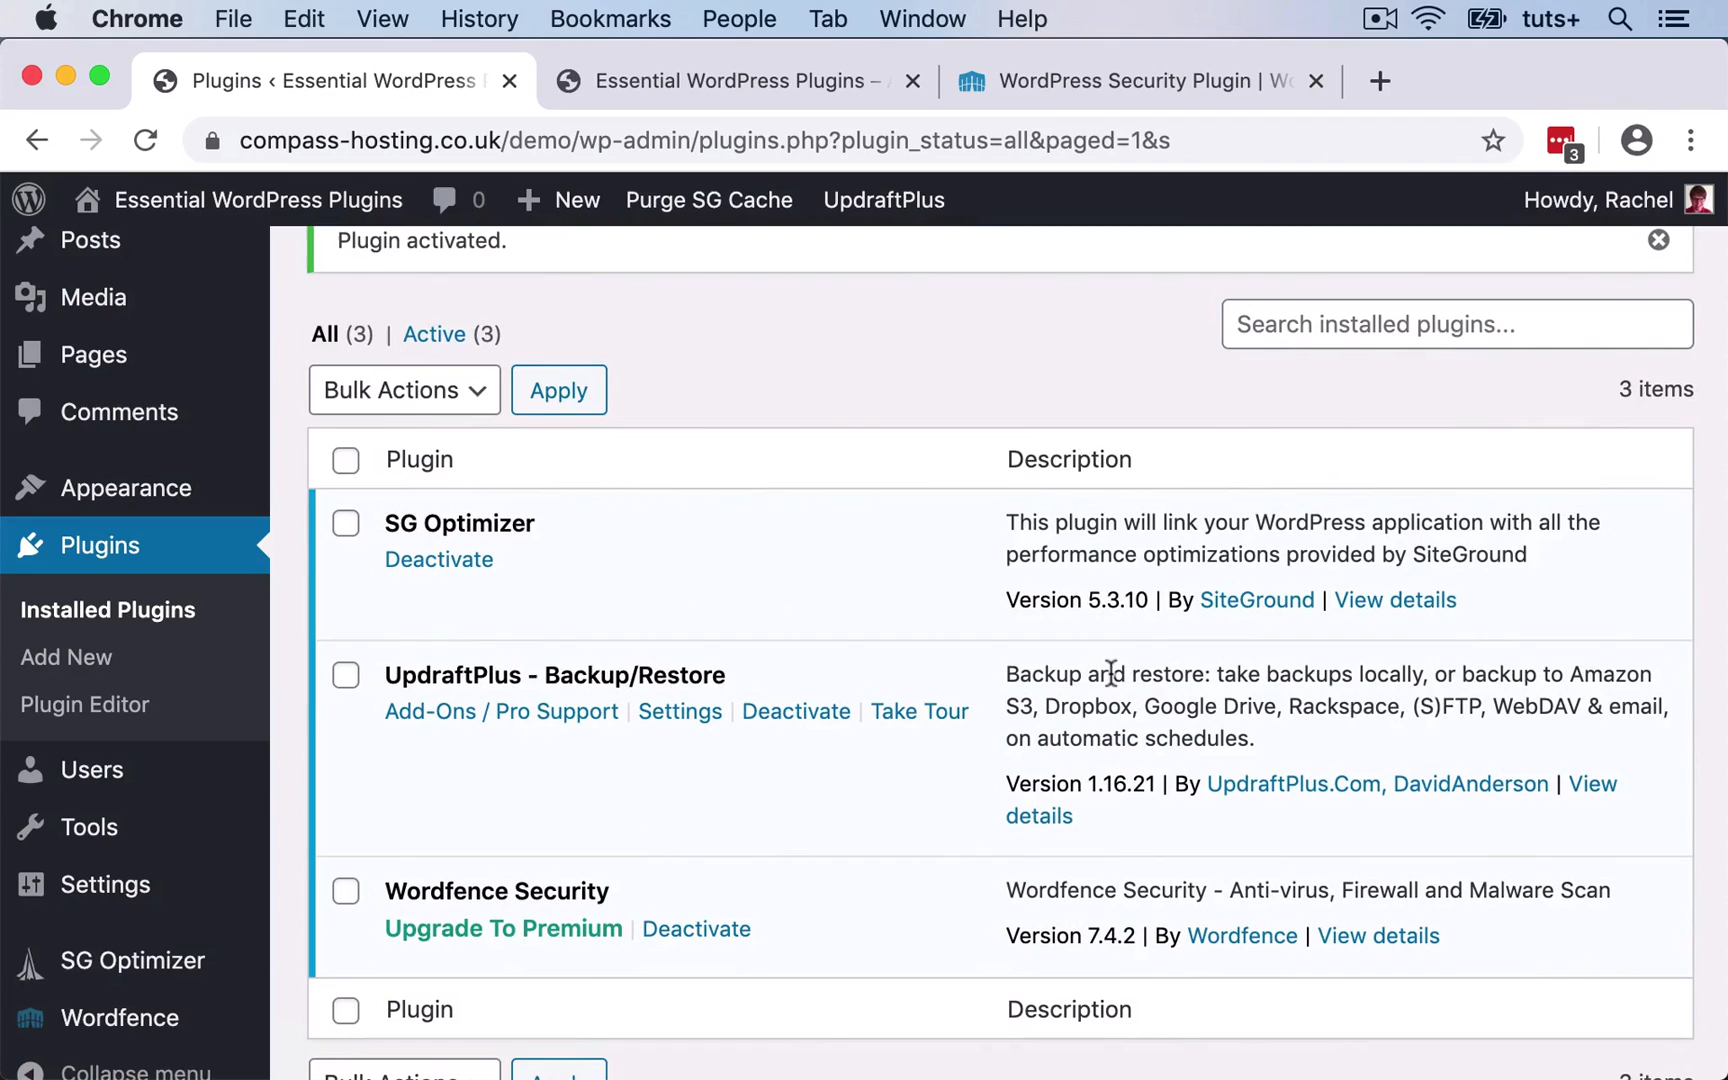 Chrome File Edit View History Bookmarks People Tab Window Help tuts+
Plugins ‹ Essential WordPress
Essential WordPress Plugins –
WordPress Security Plugin | Wo
compass-hosting.co.uk/demo/wp-admin/plugins.php?plugin_status=all&paged=1&s
3
Essential WordPress Plugins 0 New Purge SG Cache UpdraftPlus Howdy, Rachel
Posts
Media
Pages
Comments
Appearance
Plugins
Installed Plugins
Add New
Plugin Editor
Users
Tools
Settings
SG Optimizer
Wordfence
Collapse menu
Plugin activated.
All (3) | Active (3)
Search installed plugins...
Bulk Actions Apply
3 items
Plugin Description
SG Optimizer
Deactivate
This plugin will link your WordPress application with all the
performance optimizations provided by SiteGround
Version 5.3.10 | By SiteGround | View details
UpdraftPlus - Backup/Restore
Add-Ons / Pro Support | Settings | Deactivate | Take Tour
Backup and restore: take backups locally, or backup to Amazon
S3, Dropbox, Google Drive, Rackspace, (S)FTP, WebDAV & email,
on automatic schedules.
Version 1.16.21 | By UpdraftPlus.Com, DavidAnderson | View
details
Wordfence Security
Upgrade To Premium | Deactivate
Wordfence Security - Anti-virus, Firewall and Malware Scan
Version 7.4.2 | By Wordfence | View details
Plugin Description
Bulk Actions Apply
3 items